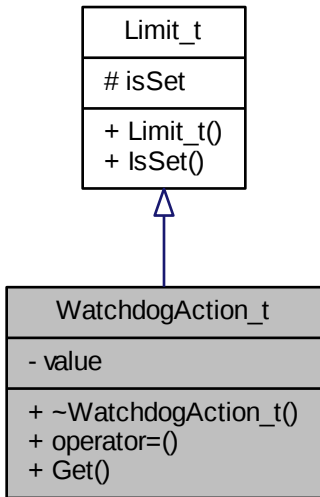 Limit_t
# isSet
+ Limit_t()
+ IsSet()
WatchdogAction_t
- value
+ ~WatchdogAction_t()
+ operator=()
+ Get()